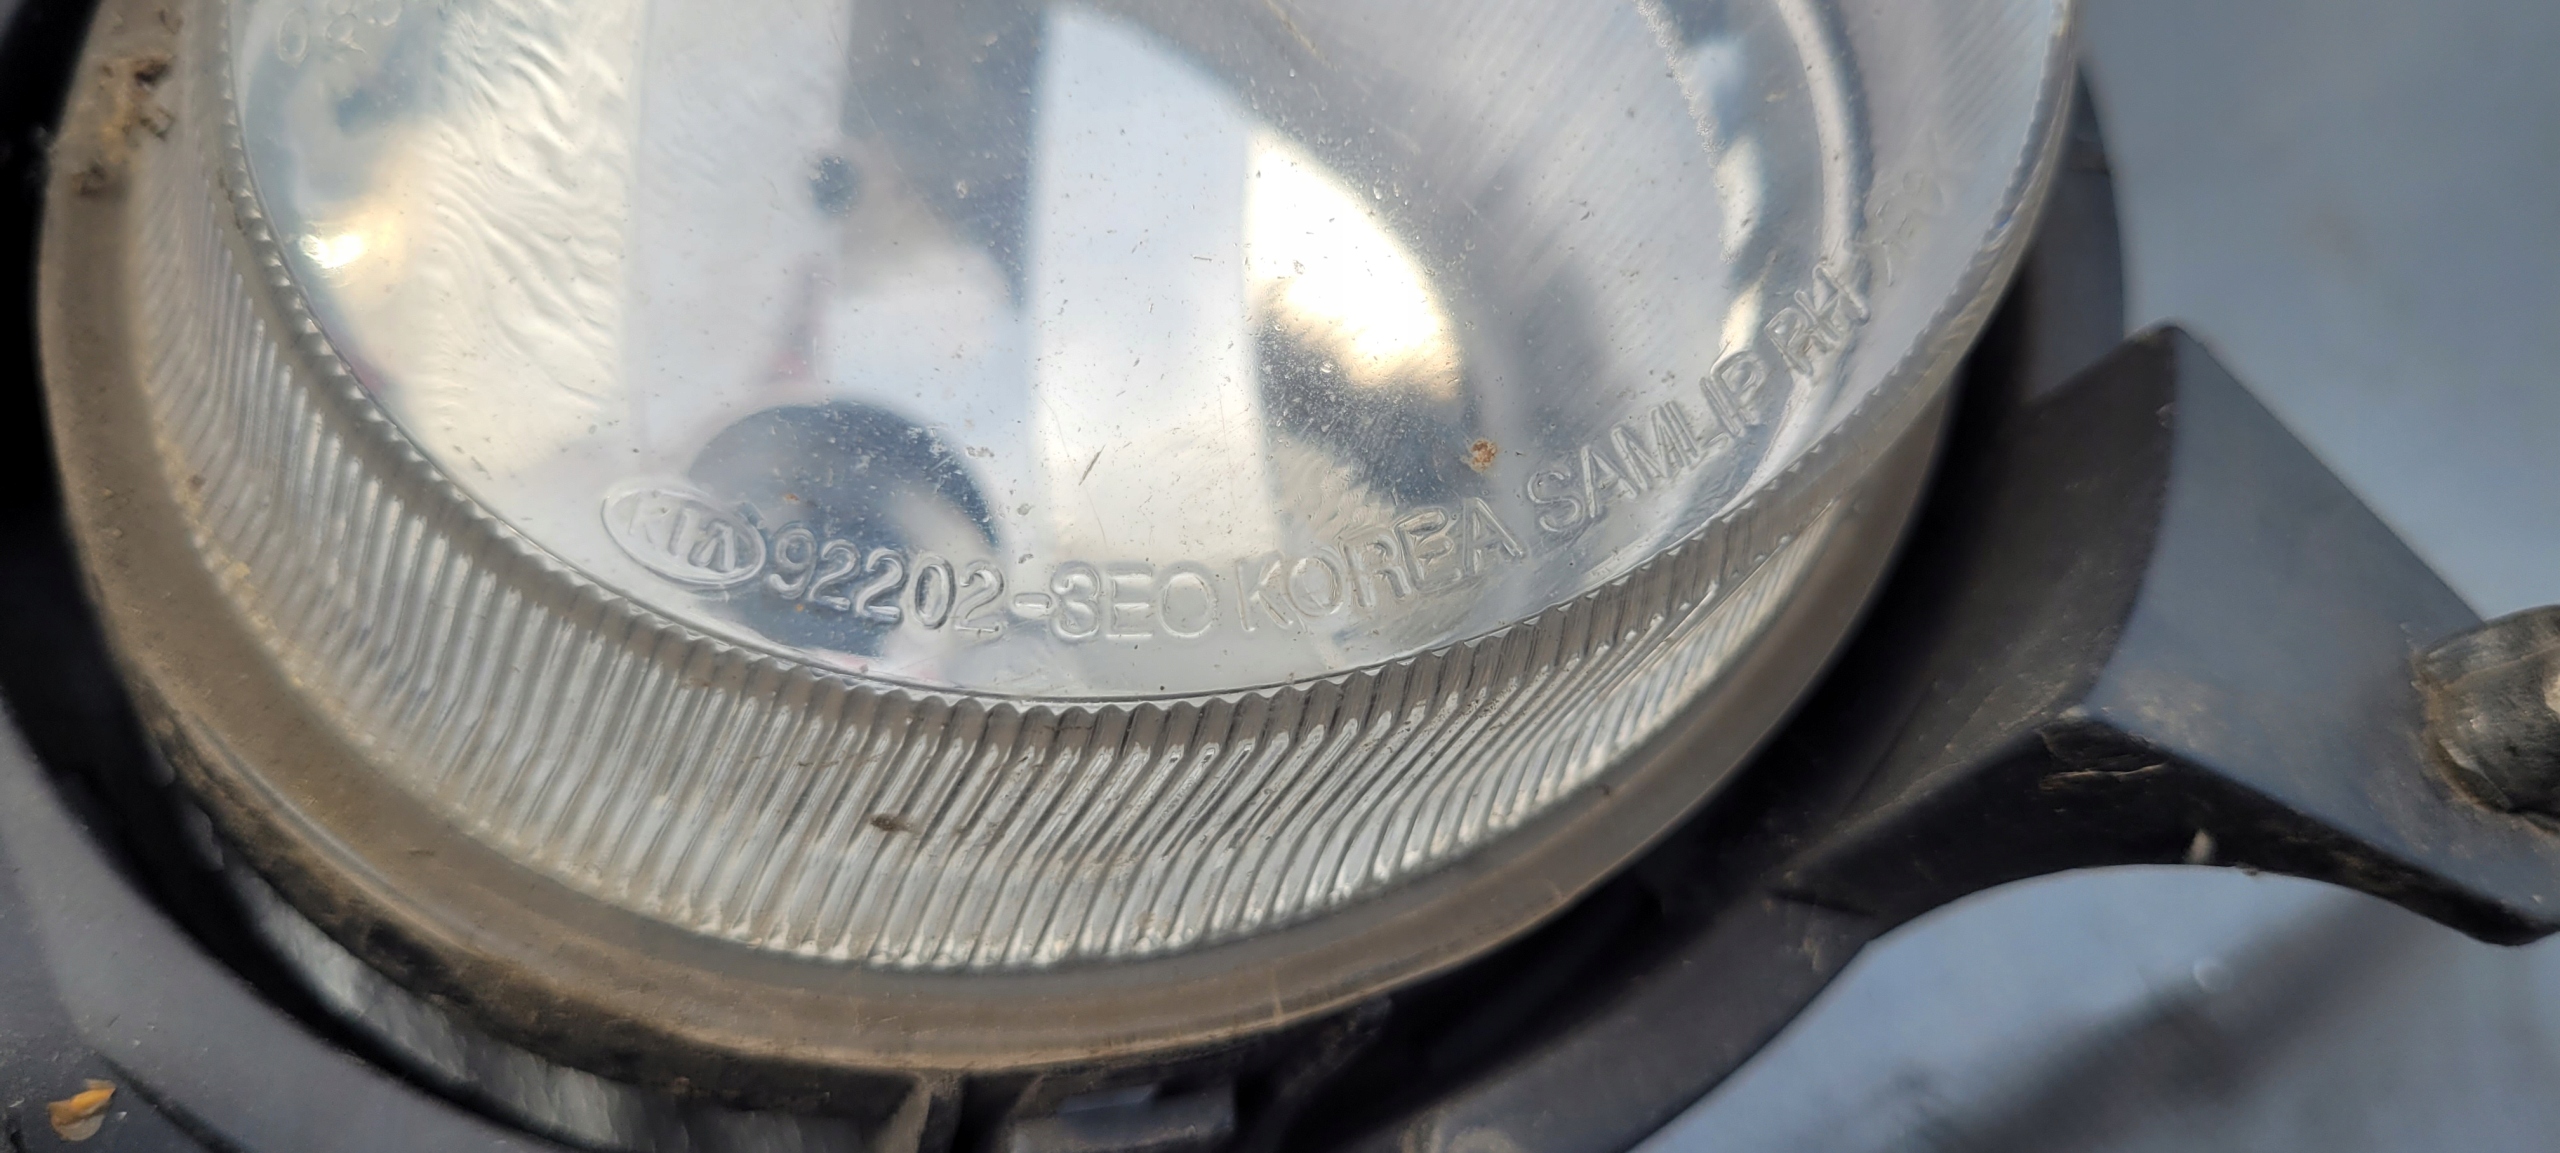 KIA 92202-3E0 KOREA SAMLIP RH